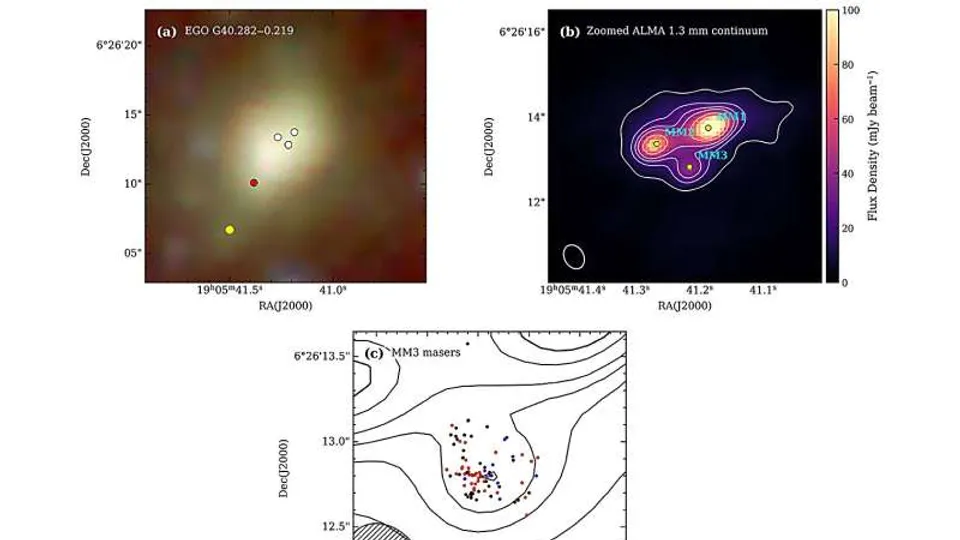 (a) EGO G40.282−0.219
6°26′20″
15″
10″
05″
Dec(J2000)
19ʰ05ᵐ41.5ˢ
41.0ˢ
RA(J2000)
(b) Zoomed ALMA 1.3 mm continuum
6°26′16″
14″
12″
Dec(J2000)
MM1
MM2
MM3
19ʰ05ᵐ41.4ˢ
41.3ˢ
41.2ˢ
41.1ˢ
RA(J2000)
100
80
60
40
20
0
Flux Density (mJy beam⁻¹)
(c) MM3 masers
6°26′13.5″
13.0″
12.5″
Dec(J2000)